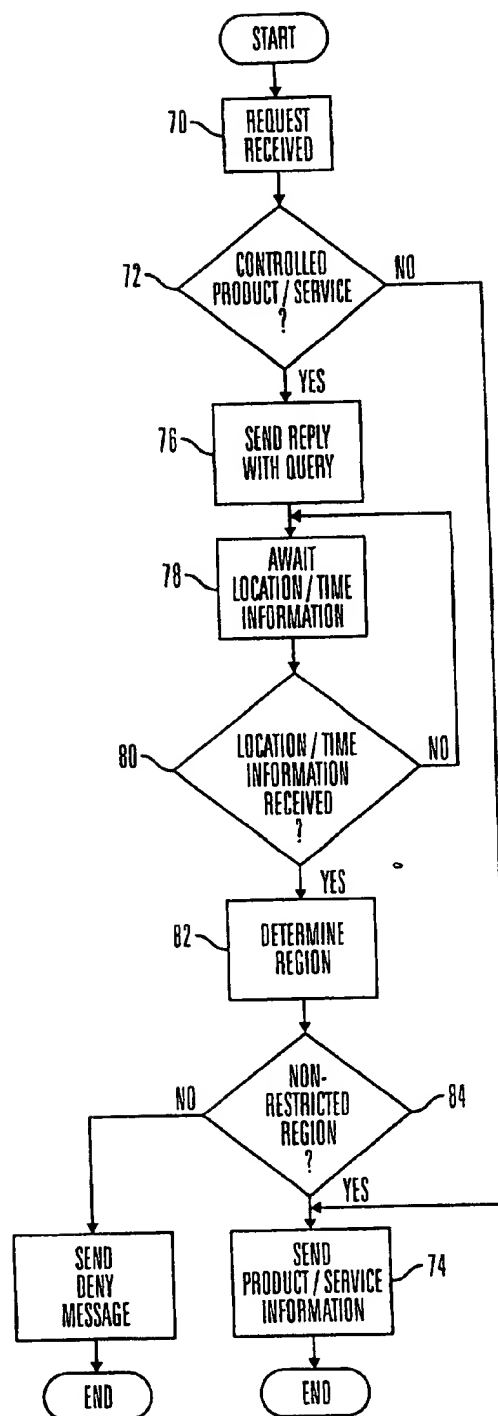 START
70
REQUEST
RECEIVED
72
CONTROLLED
PRODUCT / SERVICE
?
NO
YES
76
SEND REPLY
WITH QUERY
78
AWAIT
LOCATION / TIME
INFORMATION
80
LOCATION / TIME
INFORMATION
RECEIVED
?
NO
YES
82
DETERMINE
REGION
NO
NON-
RESTRICTED
REGION
?
84
YES
SEND
DENY
MESSAGE
SEND
PRODUCT / SERVICE
INFORMATION
74
END
END